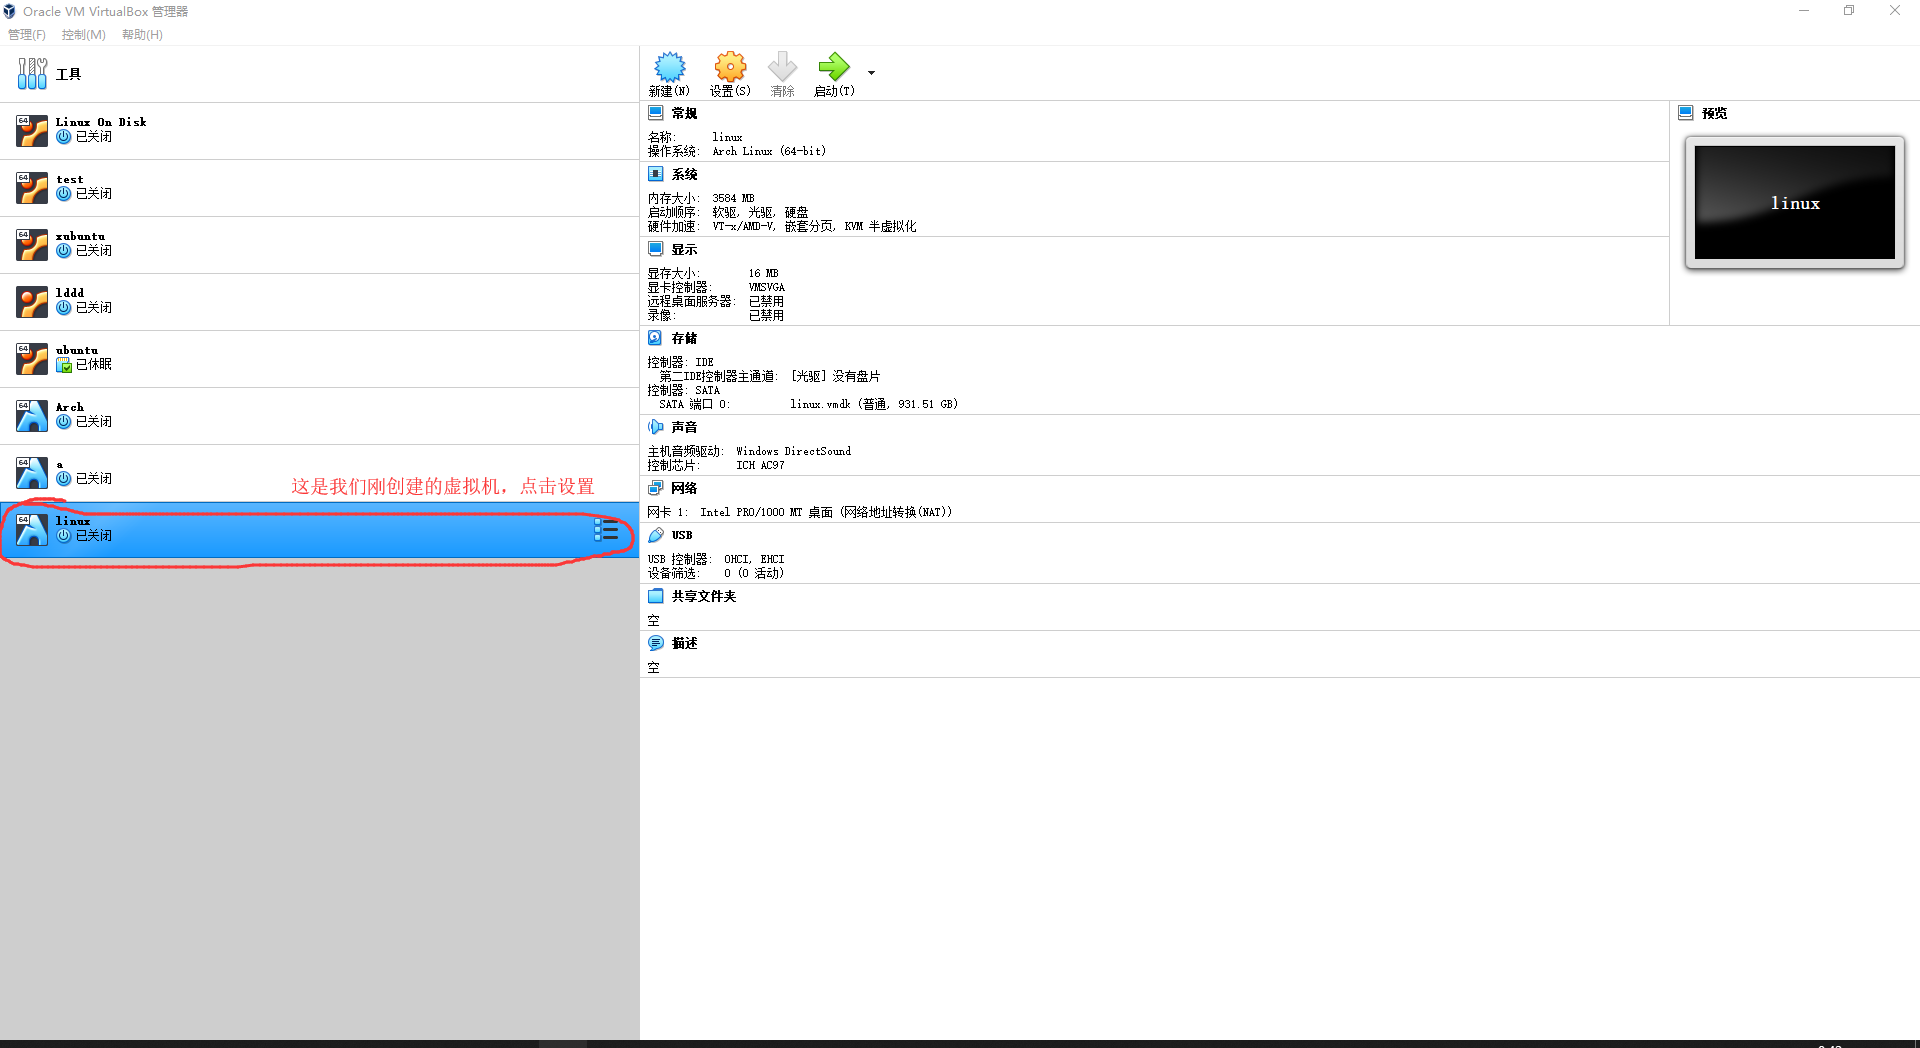 Oracle VM VirtualBox 管理器
管理(F) 控制(M) 帮助(H)
工具
64 Linux On Disk
已关闭
64 test
已关闭
64 xubuntu
已关闭
64 lddd
已关闭
64 ubuntu
已休眠
64 Arch
已关闭
64 a
已关闭
这是我们刚创建的虚拟机，点击设置
64 linux
已关闭
新建(N) 设置(S) 清除 启动(T)
常规
名称: linux
操作系统: Arch Linux (64-bit)
系统
内存大小: 3584 MB
启动顺序: 软驱, 光驱, 硬盘
硬件加速: VT-x/AMD-V, 嵌套分页, KVM 半虚拟化
显示
显存大小: 16 MB
显卡控制器: VMSVGA
远程桌面服务器: 已禁用
录像: 已禁用
预览
linux
存储
控制器: IDE
第二IDE控制器主通道: [光驱] 没有盘片
控制器: SATA
SATA 端口 0: linux.vmdk (普通, 931.51 GB)
声音
主机音频驱动: Windows DirectSound
控制芯片: ICH AC97
网络
网卡 1: Intel PRO/1000 MT 桌面 (网络地址转换(NAT))
USB
USB 控制器: OHCI, EHCI
设备筛选: 0 (0 活动)
共享文件夹
空
描述
空